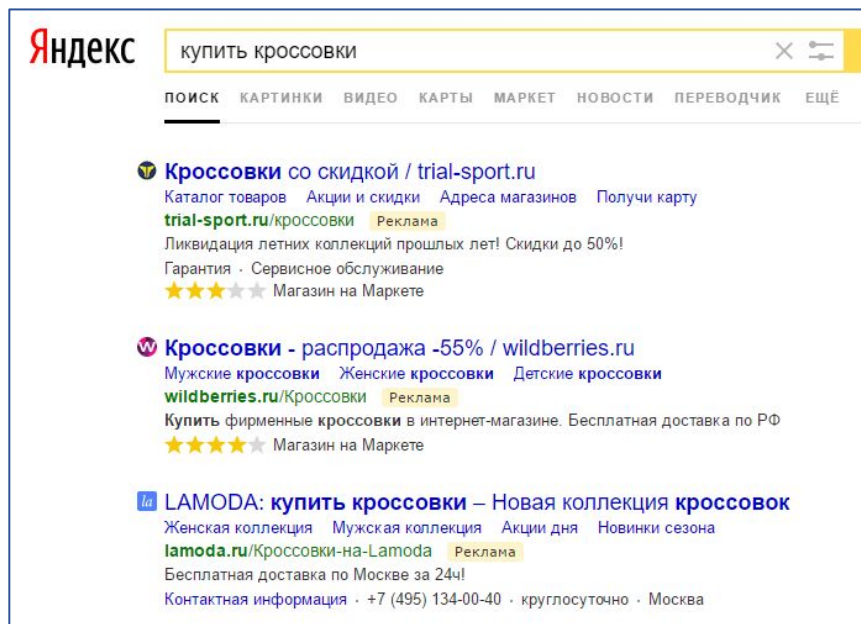 Яндекс
купить кроссовки
ПОИСК КАРТИНКИ ВИДЕО КАРТЫ МАРКЕТ НОВОСТИ ПЕРЕВОДЧИК ЕЩЁ
Кроссовки со скидкой / trial-sport.ru
Каталог товаров Акции и скидки Адреса магазинов Получи карту
trial-sport.ru/кроссовки Реклама
Ликвидация летних коллекций прошлых лет! Скидки до 50%!
Гарантия · Сервисное обслуживание
Магазин на Маркете
W Кроссовки - распродажа -55% / wildberries.ru
Мужские кроссовки Женские кроссовки Детские кроссовки
wildberries.ru/Кроссовки Реклама
Купить фирменные кроссовки в интернет-магазине. Бесплатная доставка по РФ
Магазин на Маркете
la LAMODA: купить кроссовки – Новая коллекция кроссовок
Женская коллекция Мужская коллекция Акции дня Новинки сезона
lamoda.ru/Кроссовки-на-Lamoda Реклама
Бесплатная доставка по Москве за 24ч!
Контактная информация · +7 (495) 134-00-40 · круглосуточно · Москва